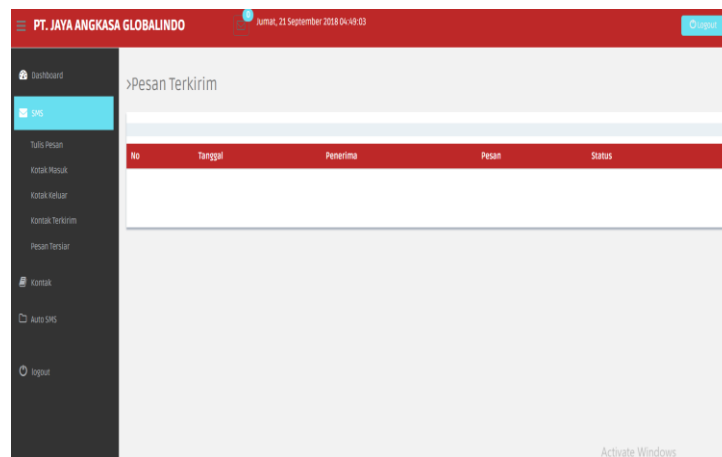 PT. JAYA ANGKASA GLOBALINDO
0
Jumat, 21 September 2018 04:49:03
Logout
Dashboard
SMS
Tulis Pesan
Kotak Masuk
Kotak Keluar
Kontak Terkirim
Pesan Tersiar
Kontak
Auto SMS
logout
>Pesan Terkirim
No Tanggal Penerima Pesan Status
Activate Windows